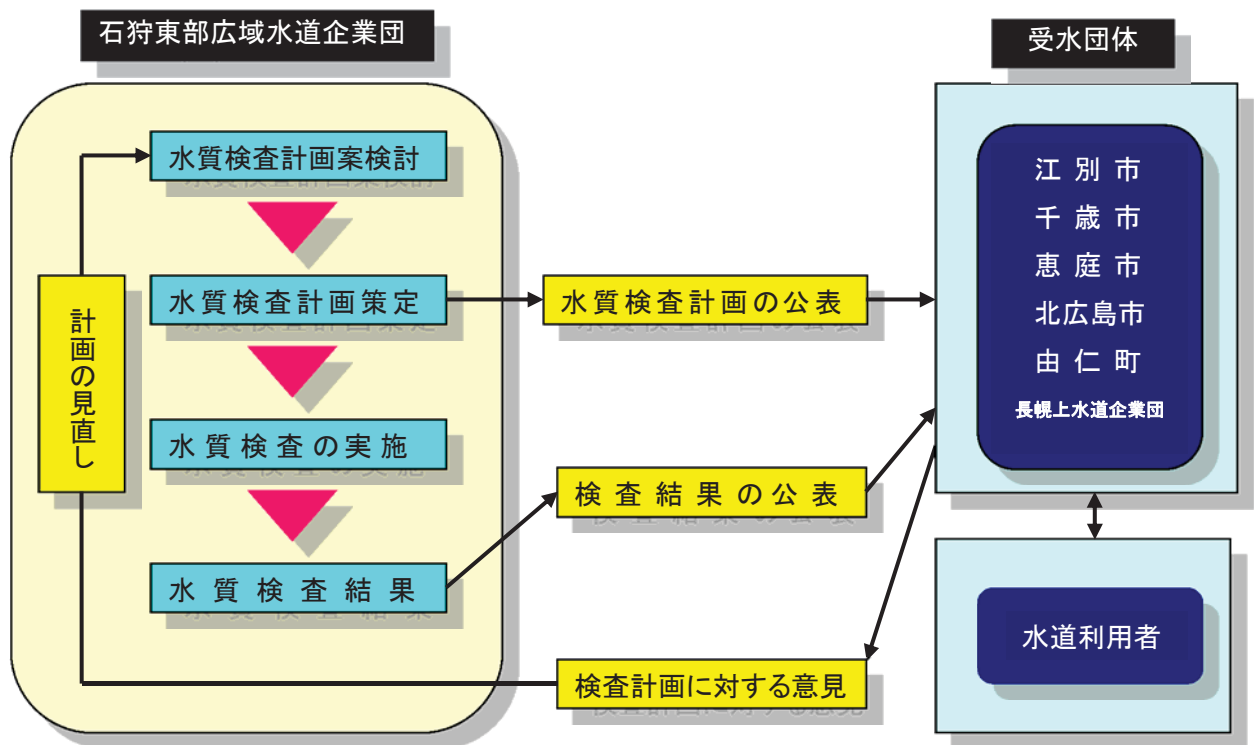 石狩東部広域水道企業団
受水団体
水質検査計画案検討
水質検査計画策定
水質検査の実施
水質検査結果
計画の見直し
水質検査計画の公表
検査結果の公表
検査計画に対する意見
江別市
千歳市
恵庭市
北広島市
由仁町
長幌上水道企業団
水道利用者